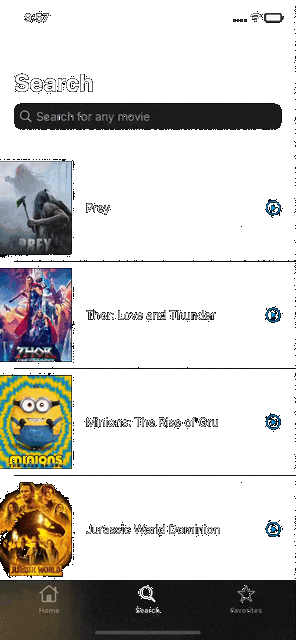 9:57
Search
Search for any movie
PREY
Prey
THOR
Thor: Love and Thunder
MINIONS
Minions: The Rise of Gru
JURASSIC WORLD
Jurassic World Dominion
Home
Search
Favorites